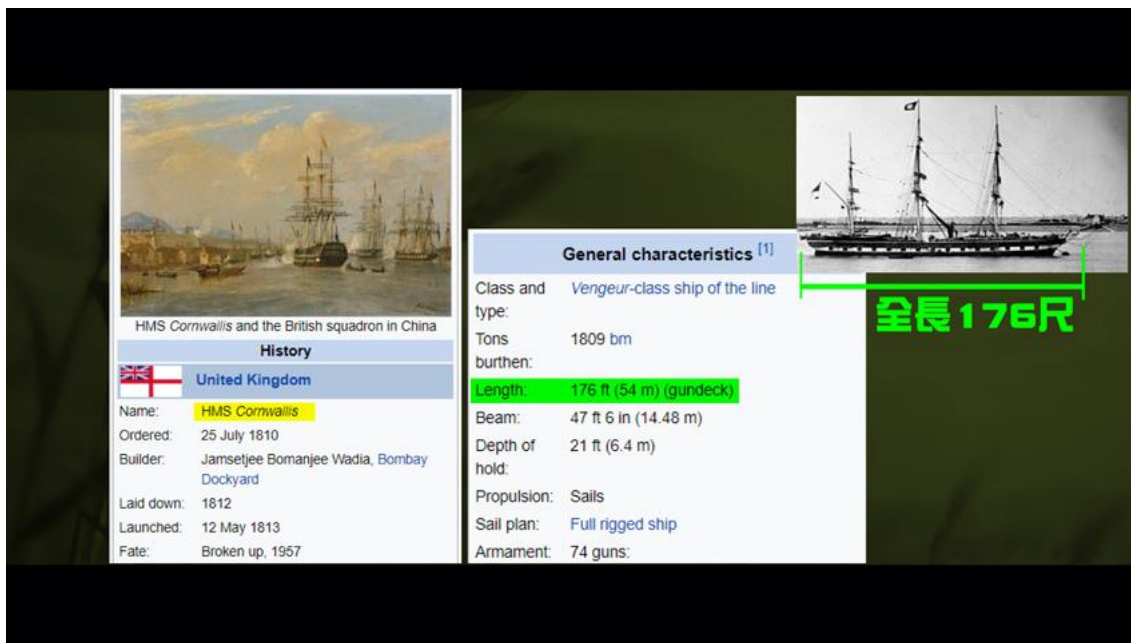 HMS Cornwallis and the British squadron in China
History
United Kingdom
Name: HMS Cornwallis
Ordered: 25 July 1810
Builder: Jamsetjee Bomanjee Wadia, Bombay
Dockyard
Laid down: 1812
Launched: 12 May 1813
Fate: Broken up, 1957
General characteristics [1]
Class and
type: Vengeur-class ship of the line
Tons
burthen: 1809 bm
Length: 176 ft (54 m) (gundeck)
Beam: 47 ft 6 in (14.48 m)
Depth of
hold: 21 ft (6.4 m)
Propulsion: Sails
Sail plan: Full rigged ship
Armament: 74 guns:
全長176尺